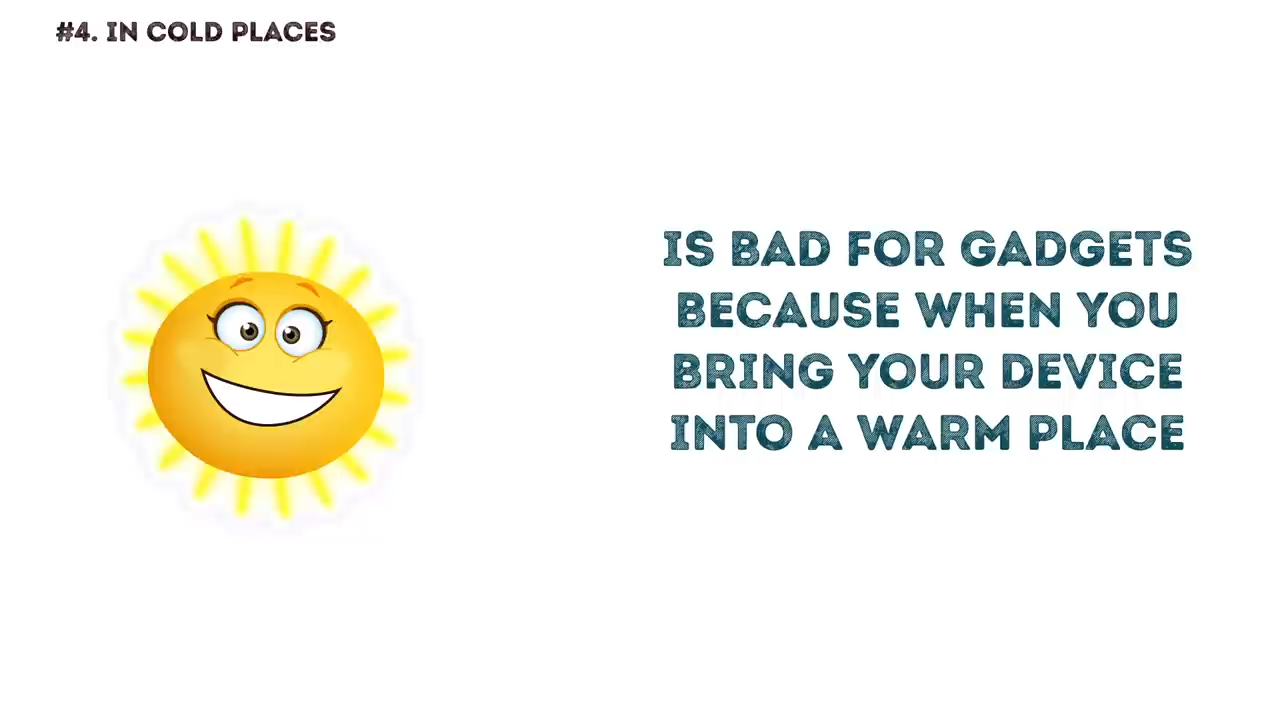 #4. IN COLD PLACES
IS BAD FOR GADGETS
BECAUSE WHEN YOU
BRING YOUR DEVICE
INTO A WARM PLACE